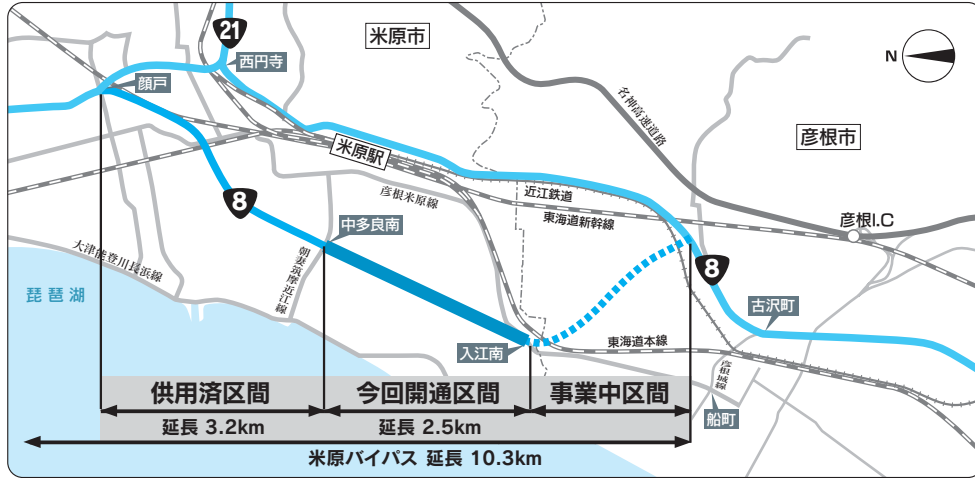 21
米原市
西円寺
顔戸
N
名神高速道路
彦根市
米原駅
彦根米原線
近江鉄道
東海道新幹線
彦根I.C
8
中多良南
大津能登川長浜線
朝妻筑摩近江線
8
琵琶湖
古沢町
入江南
東海道本線
彦根城線
船町
供用済区間
今回開通区間
事業中区間
延長 3.2km
延長 2.5km
米原バイパス 延長 10.3km